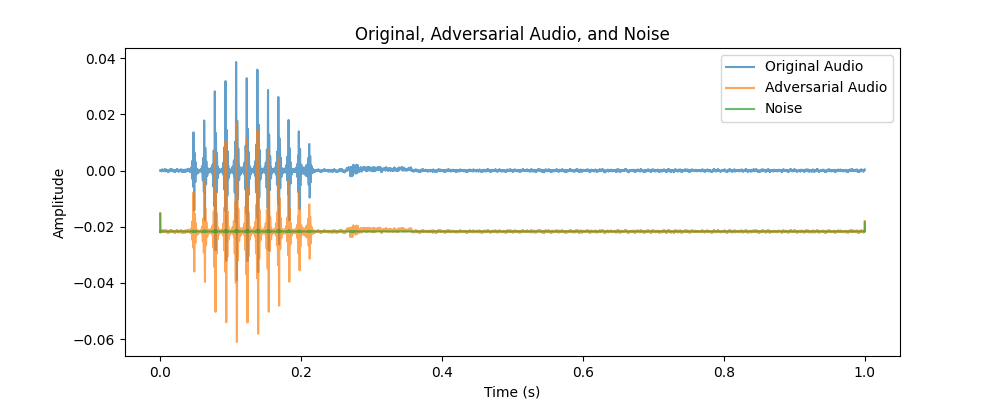 Original, Adversarial Audio, and Noise
Original Audio
Adversarial Audio
Noise
Amplitude
0.04
0.02
0.00
−0.02
−0.04
−0.06
0.0 0.2 0.4 0.6 0.8 1.0
Time (s)